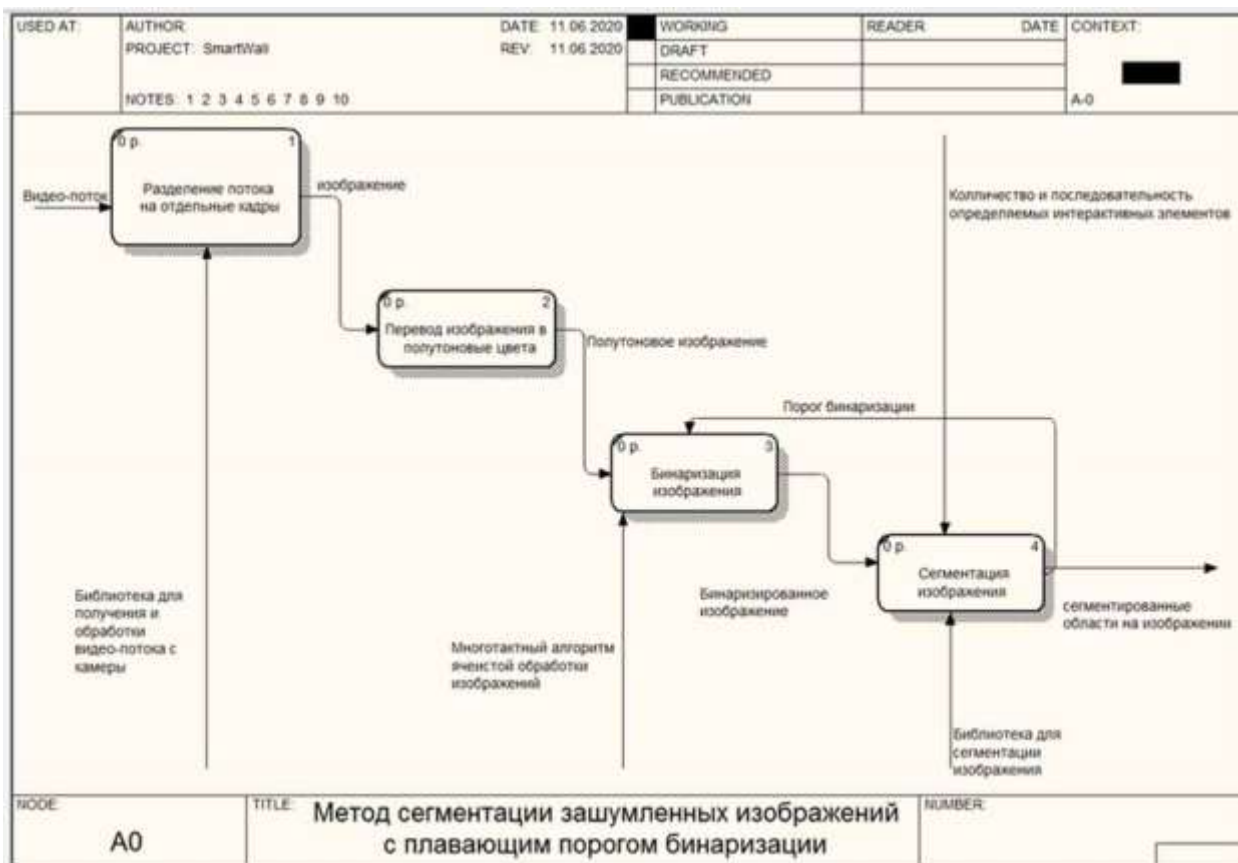 USED AT:
AUTHOR:
DATE: 11.06.2020
WORKING
READER
DATE
CONTEXT:
PROJECT: SmartWall
REV: 11.06.2020
DRAFT
RECOMMENDED
NOTES: 1 2 3 4 5 6 7 8 9 10
PUBLICATION
A-0
0 р.
1
Разделение потока
на отдельные кадры
Видео-поток
изображение
Колличество и последовательность
определяемых интерактивных элементов
0 р.
2
Перевод изображения в
полутоновые цвета
Полутоновое изображение
Порог бинаризации
0 р.
3
Бинаризация
изображения
0 р.
4
Сегментация
изображения
Бинаризированное
изображение
сегментированные
области на изображении
Библиотека для
получения и
обработки
видео-потока с
камеры
Многотактный алгоритм
ячеистой обработки
изображений
Библиотека для
сегментации
изображения
NODE:
A0
TITLE:
Метод сегментации зашумленных изображений
с плавающим порогом бинаризации
NUMBER: